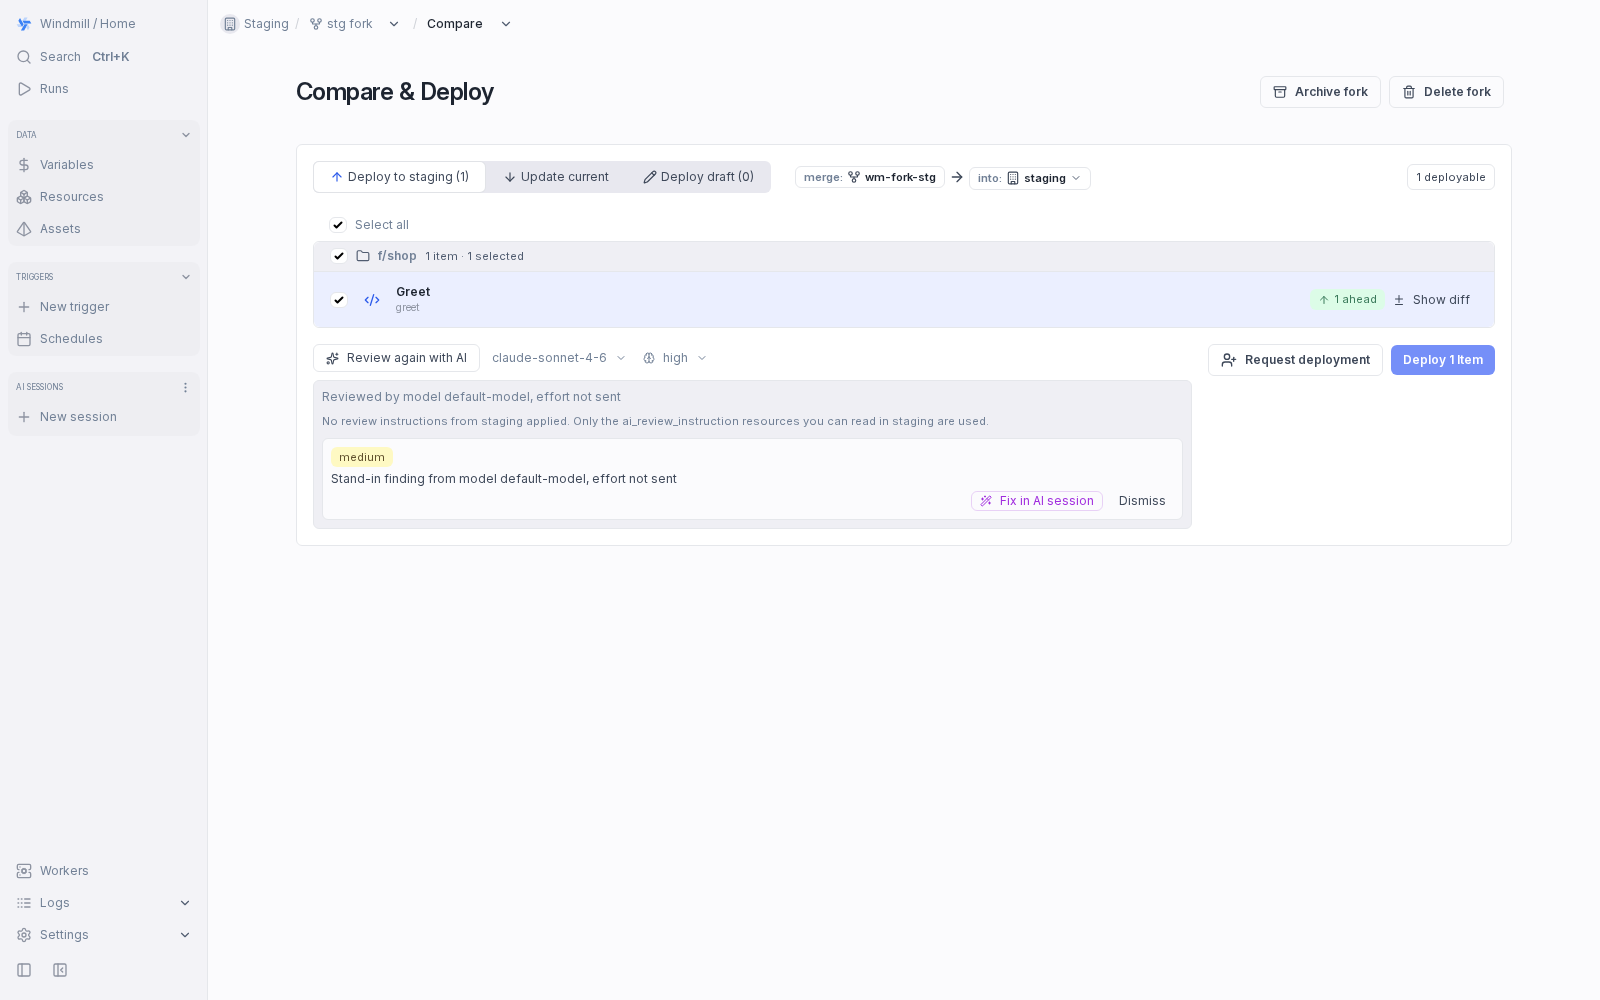 Windmill / Home
Search Ctrl+K
Runs
DATA
Variables
Resources
Assets
TRIGGERS
New trigger
Schedules
AI SESSIONS
New session
Workers
Logs
Settings
Staging / stg fork / Compare
Compare & Deploy
Archive fork
Delete fork
Deploy to staging (1)
Update current
Deploy draft (0)
merge: wm-fork-stg
into: staging
1 deployable
Select all
f/shop 1 item · 1 selected
Greet
greet
1 ahead
Show diff
Review again with AI
claude-sonnet-4-6
high
Request deployment
Deploy 1 Item
Reviewed by model default-model, effort not sent
No review instructions from staging applied. Only the ai_review_instruction resources you can read in staging are used.
medium
Stand-in finding from model default-model, effort not sent
Fix in AI session
Dismiss